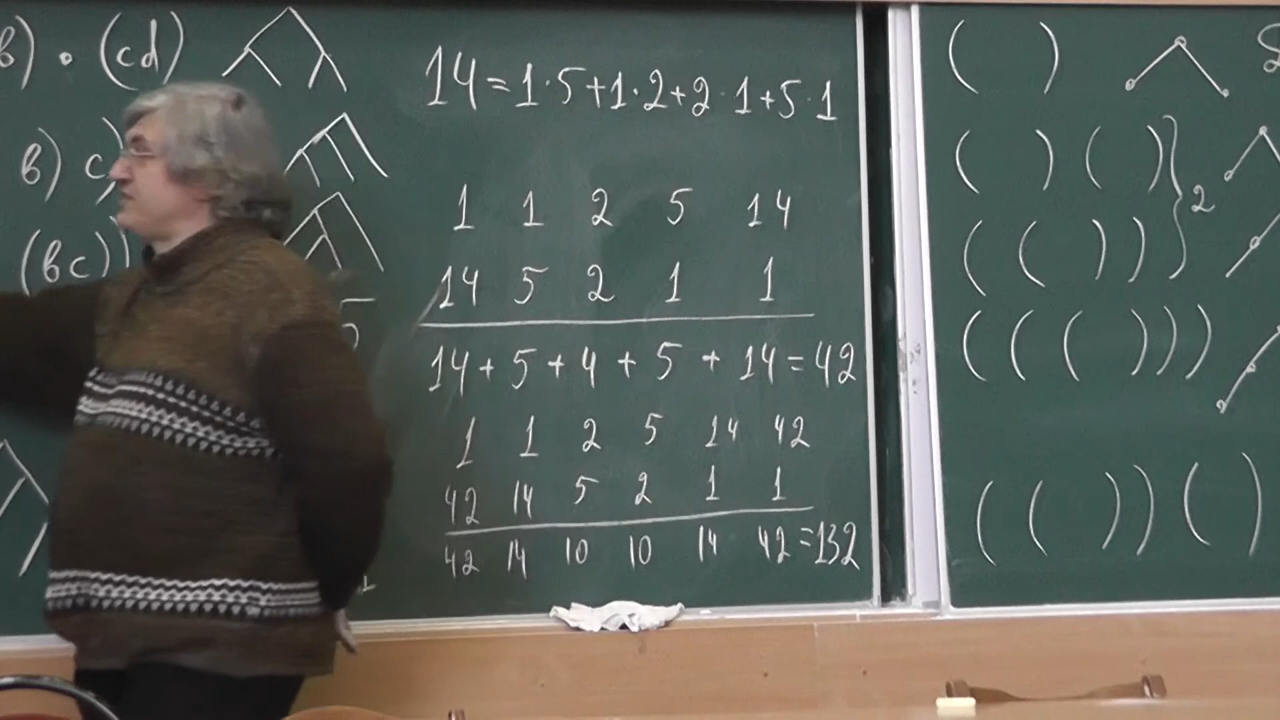 в) · (cd)
в) c)
(вc))
14=1·5+1·2+2·1+5·1
1 1 2 5 14
14 5 2 1 1
14+5+4+5+14=42
1 1 2 5 14 42
42 14 5 2 1 1
42 14 10 10 14 42=132
( )
( ) ( ) } 2
( ( ) )
( ( ( ) ) )
( ( ) ) ( )